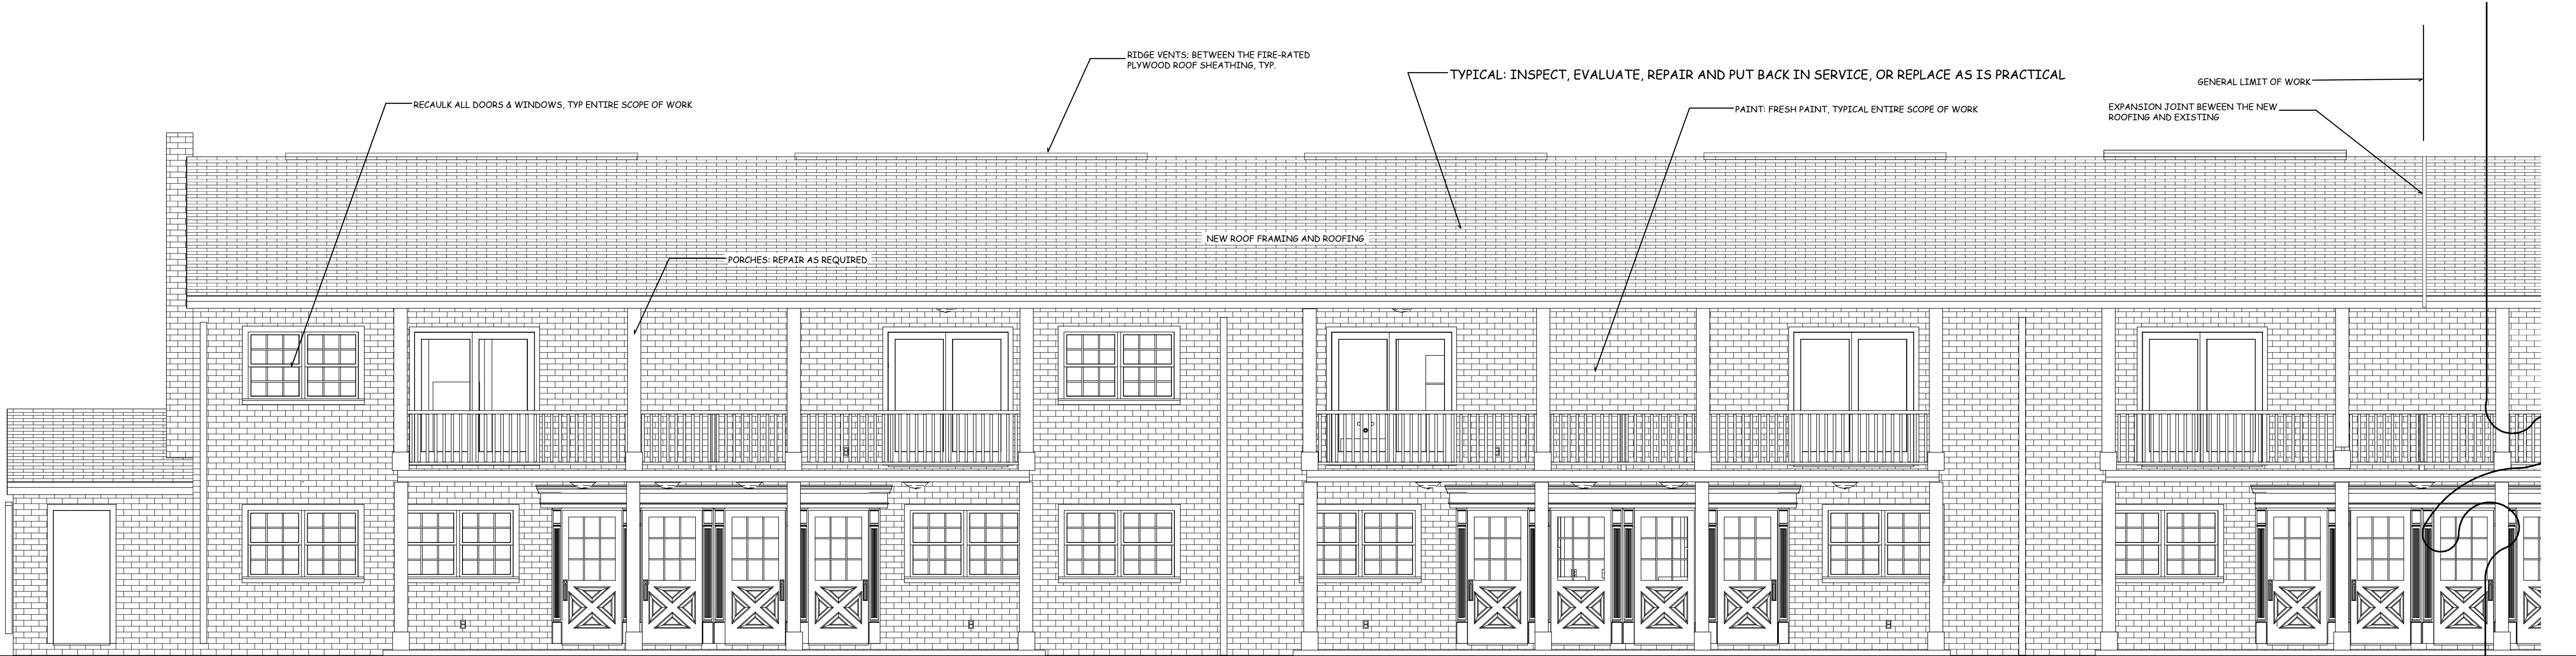 RIDGE VENTS; BETWEEN THE FIRE-RATED
PLYWOOD ROOF SHEATHING, TYP.
TYPICAL: INSPECT, EVALUATE, REPAIR AND PUT BACK IN SERVICE, OR REPLACE AS IS PRACTICAL
GENERAL LIMIT OF WORK
RECAULK ALL DOORS & WINDOWS, TYP ENTIRE SCOPE OF WORK
PAINT: FRESH PAINT, TYPICAL ENTIRE SCOPE OF WORK
EXPANSION JOINT BEWEEN THE NEW
ROOFING AND EXISTING
NEW ROOF FRAMING AND ROOFING
PORCHES: REPAIR AS REQUIRED